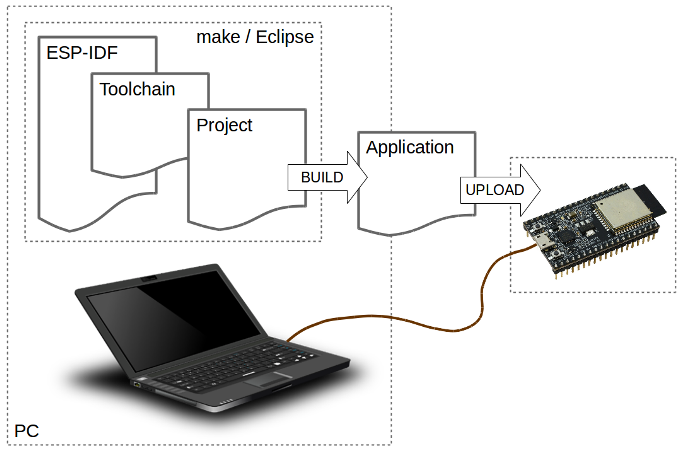 make / Eclipse
ESP-IDF
Toolchain
Project
BUILD
Application
UPLOAD
PC